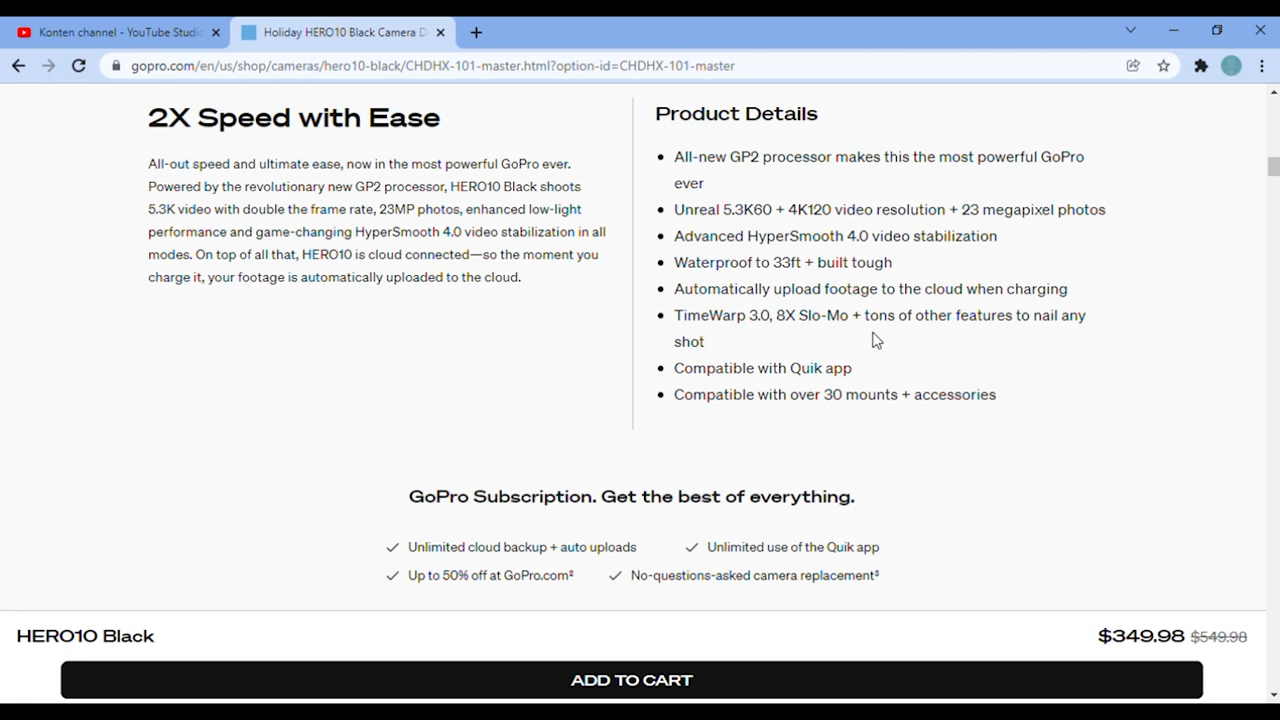 Konten channel - YouTube Studi
Holiday HERO10 Black Camera D
gopro.com/en/us/shop/cameras/hero10-black/CHDHX-101-master.html?option-id=CHDHX-101-master
2X Speed with Ease
All-out speed and ultimate ease, now in the most powerful GoPro ever.
Powered by the revolutionary new GP2 processor, HERO10 Black shoots
5.3K video with double the frame rate, 23MP photos, enhanced low-light
performance and game-changing HyperSmooth 4.0 video stabilization in all
modes. On top of all that, HERO10 is cloud connected—so the moment you
charge it, your footage is automatically uploaded to the cloud.
Product Details
• All-new GP2 processor makes this the most powerful GoPro
ever
• Unreal 5.3K60 + 4K120 video resolution + 23 megapixel photos
• Advanced HyperSmooth 4.0 video stabilization
• Waterproof to 33ft + built tough
• Automatically upload footage to the cloud when charging
• TimeWarp 3.0, 8X Slo-Mo + tons of other features to nail any
shot
• Compatible with Quik app
• Compatible with over 30 mounts + accessories
GoPro Subscription. Get the best of everything.
✓ Unlimited cloud backup + auto uploads ✓ Unlimited use of the Quik app
✓ Up to 50% off at GoPro.com² ✓ No-questions-asked camera replacement³
HERO10 Black $349.98 $549.98
ADD TO CART